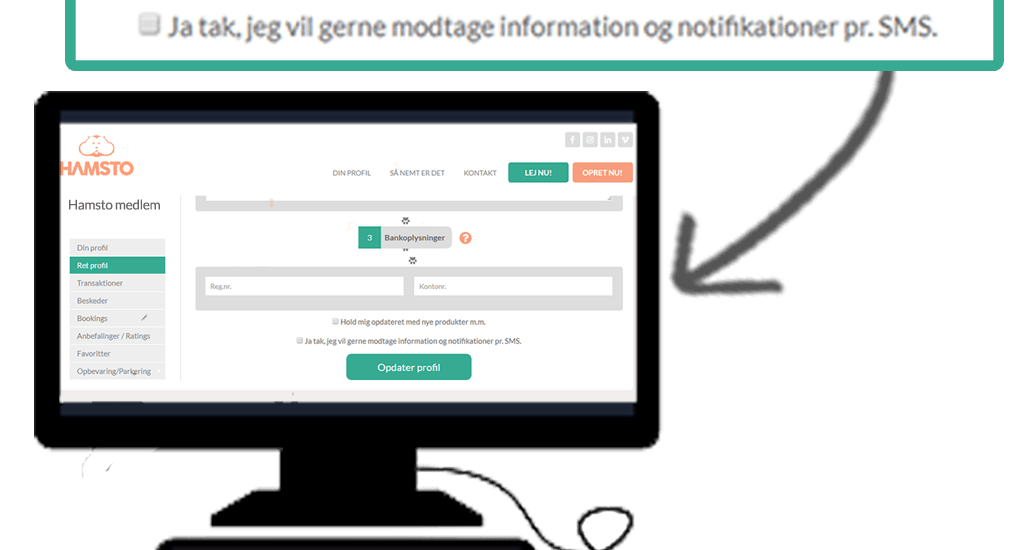 Ja tak, jeg vil gerne modtage information og notifikationer pr. SMS.
HAMSTO
DIN PROFIL SÅ NEMT ER DET KONTAKT LEJ NU! OPRET NU!
Hamsto medlem
Din profil
Ret profil
Transaktioner
Beskeder
Bookings
Anbefalinger / Ratings
Favoritter
Opbevaring/Parkering
3 Bankoplysninger ?
Reg.nr. Kontonr.
Hold mig opdateret med nye produkter m.m.
Ja tak, jeg vil gerne modtage information og notifikationer pr. SMS.
Opdater profil